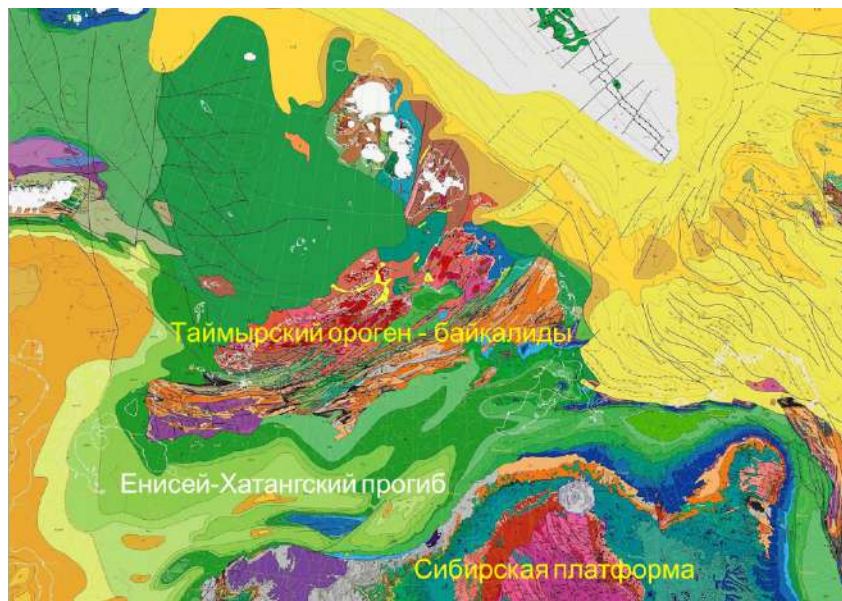 Таймырский ороген - байкалиды
Енисей-Хатангский прогиб
Сибирская платформа